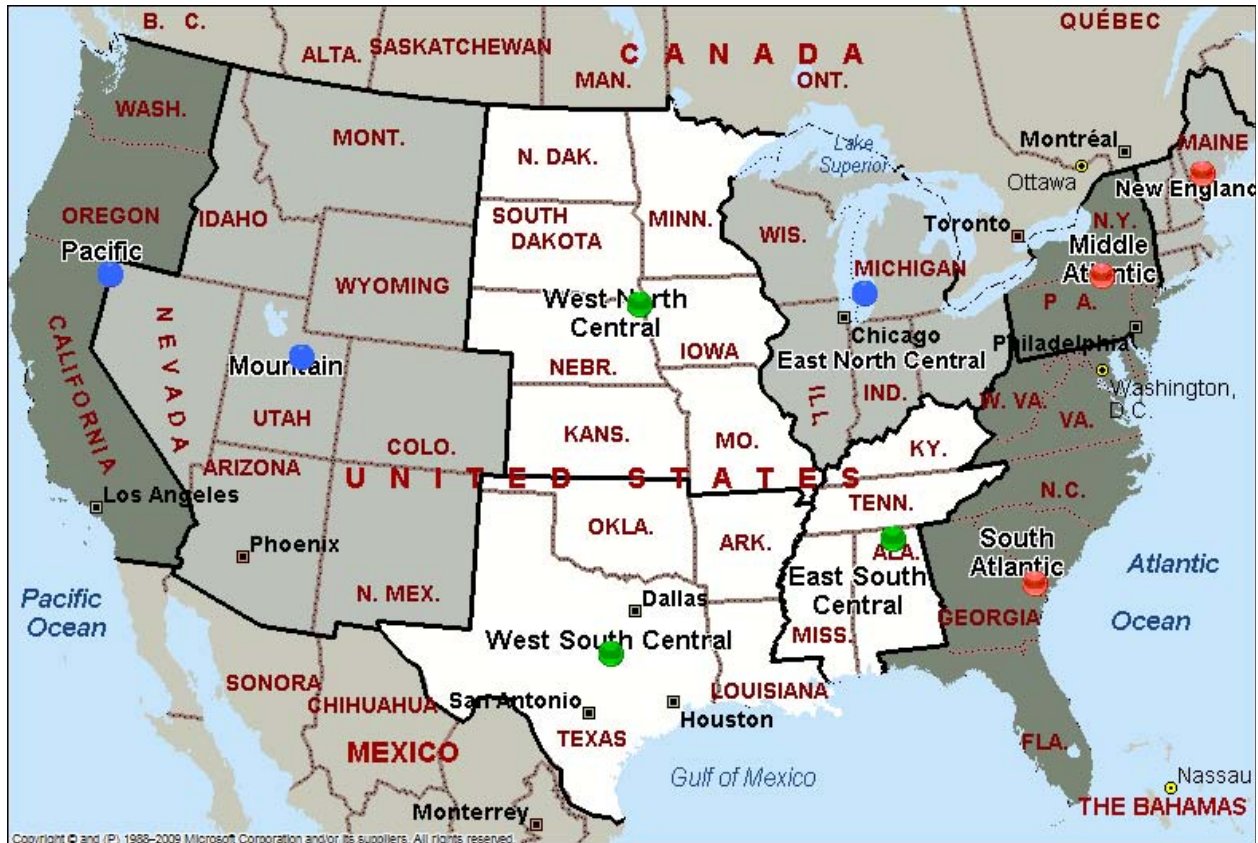 B. C.
ALTA.
SASKATCHEWAN
MAN.
CANADA
ONT.
QUÉBEC
WASH.
MONT.
N. DAK.
MINN.
Lake
Superior
Montréal
Ottawa
MAINE
New England
OREGON
IDAHO
SOUTH
DAKOTA
WIS.
Toronto
N.Y.
Pacific
WYOMING
MICHIGAN
Middle
Atlantic
NEVADA
West North
Central
P A.
CALIFORNIA
Mountain
NEBR.
IOWA
Chicago
East North Central
Philadelphia
Washington,
D.C.
UTAH
COLO.
KANS.
MO.
ILL
IND.
W. VA.
VA.
KY.
ARIZONA
UNITED STATES
Los Angeles
TENN.
N.C.
Phoenix
OKLA.
ARK.
ALA.
South
Atlantic
Pacific
Ocean
N. MEX.
Dallas
East South
Central
GEORGIA
Atlantic
Ocean
West South Central
MISS.
SONORA
CHIHUAHUA
San Antonio
Houston
LOUISIANA
MEXICO
TEXAS
Gulf of Mexico
FLA.
Nassau
THE BAHAMAS
Monterrey
Copyright © and (P) 1988–2009 Microsoft Corporation and/or its suppliers. All rights reserved.